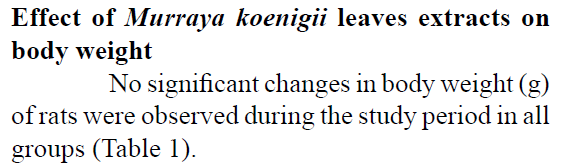 Effect of Murraya koenigii leaves extracts on
body weight
No significant changes in body weight (g)
of rats were observed during the study period in all
groups (Table 1).